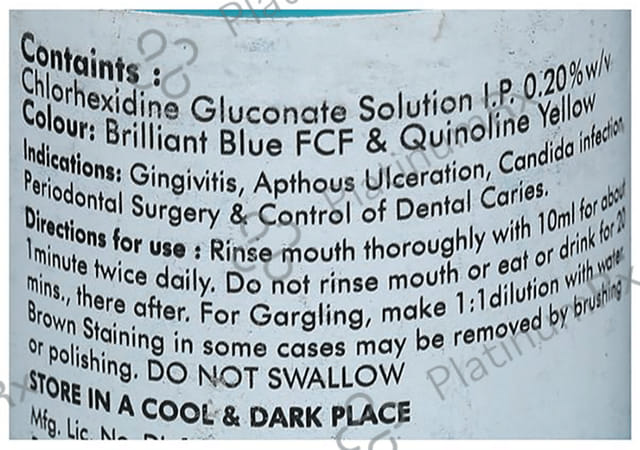 Containts :
Chlorhexidine Gluconate Solution I.P. 0.20%w/v
Colour: Brilliant Blue FCF & Quinoline Yellow
Indications: Gingivitis, Apthous Ulceration, Candida infection,
Periodontal Surgery & Control of Dental Caries.
Directions for use : Rinse mouth thoroughly with 10ml for about
1minute twice daily. Do not rinse mouth or eat or drink for 20
mins., there after. For Gargling, make 1:1dilution with water.
Brown Staining in some cases may be removed by brushing
or polishing. DO NOT SWALLOW
STORE IN A COOL & DARK PLACE
Mfg. Lic. No.
PlatinumRx